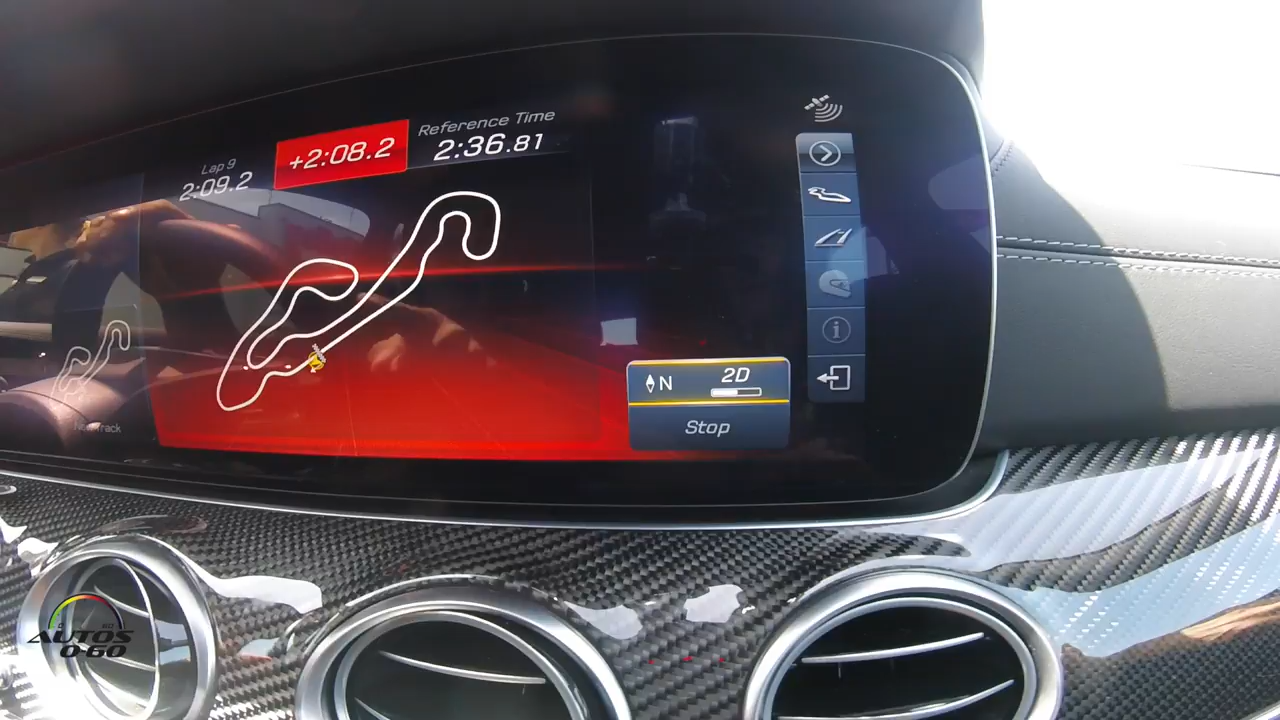 Lap 9
2:09.2
+2:08.2
Reference Time
2:36.81
N
2D
Stop
AUTOS
0-60